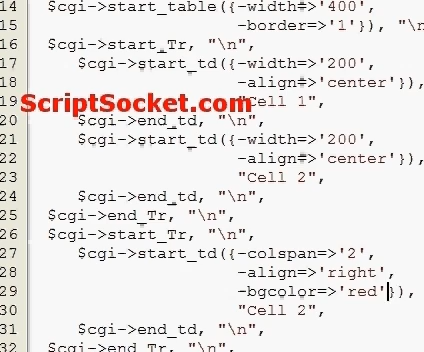 14 $cgi->start_table({-width=>'400',
15 -border=>'1'}), "\n
16 $cgi->start_Tr, "\n",
17 $cgi->start_td({-width=>'200',
18 -align=>'center'}),
19 "Cell 1",
ScriptSocket.com
20 $cgi->end_td, "\n",
21 $cgi->start_td({-width=>'200',
22 -align=>'center'}),
23 "Cell 2",
24 $cgi->end_td, "\n",
25 $cgi->end_Tr, "\n",
26 $cgi->start_Tr, "\n",
27 $cgi->start_td({-colspan=>'2',
28 -align=>'right',
29 -bgcolor=>'red'}),
30 "Cell 2",
31 $cgi->end_td, "\n",
32 $cgi->end_Tr, "\n",